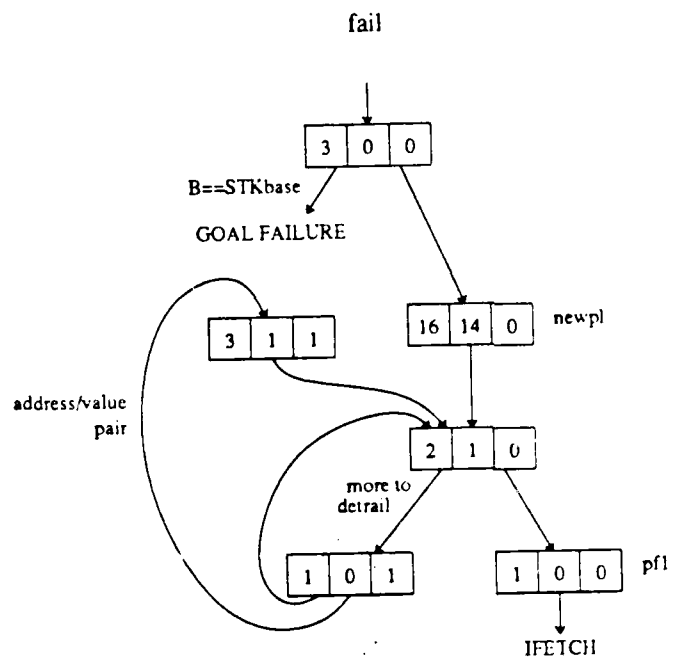 fail
3 0 0
B==STKbase
GOAL FAILURE
16 14 0
newpl
3 1 1
address/value
pair
2 1 0
more to
detrail
1 0 1
1 0 0
pf1
IFETCH